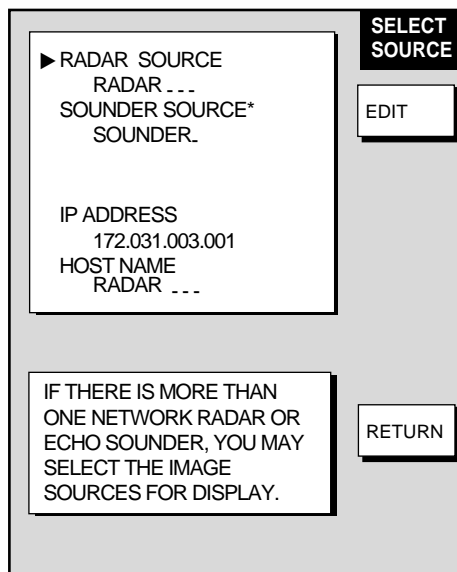 SELECT
SOURCE
▶RADAR SOURCE
RADAR _ _ _
SOUNDER SOURCE*
SOUNDER_
EDIT
IP ADDRESS
172.031.003.001
HOST NAME
RADAR _ _ _
IF THERE IS MORE THAN
ONE NETWORK RADAR OR
ECHO SOUNDER, YOU MAY
SELECT THE IMAGE
SOURCES FOR DISPLAY.
RETURN